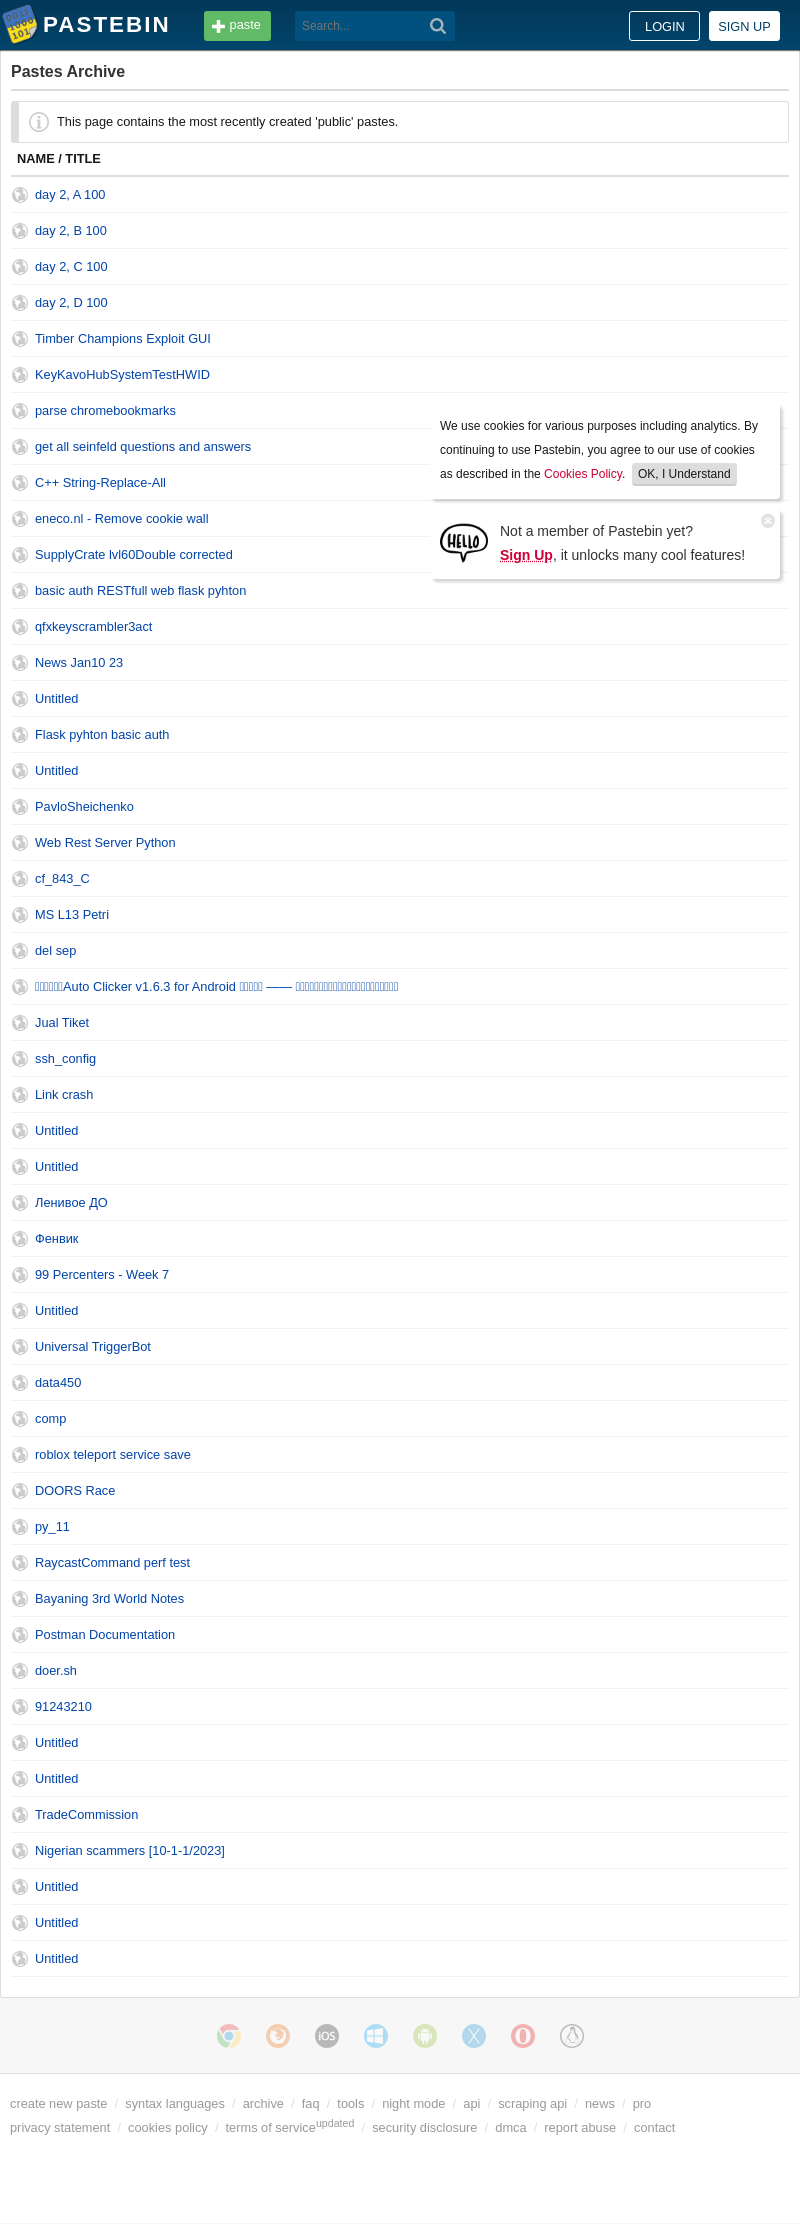 PASTEBIN
paste
Search...
LOGIN
SIGN UP
Pastes Archive
This page contains the most recently created 'public' pastes.
NAME / TITLE
day 2, A 100
day 2, B 100
day 2, C 100
day 2, D 100
Timber Champions Exploit GUI
KeyKavoHubSystemTestHWID
parse chromebookmarks
get all seinfeld questions and answers
C++ String-Replace-All
eneco.nl - Remove cookie wall
SupplyCrate lvl60Double corrected
basic auth RESTfull web flask pyhton
We use cookies for various purposes including analytics. By
continuing to use Pastebin, you agree to our use of cookies
as described in the Cookies Policy. OK, I Understand
HELLO
Not a member of Pastebin yet?
Sign Up, it unlocks many cool features!
qfxkeyscrambler3act
News Jan10 23
Untitled
Flask pyhton basic auth
Untitled
PavloSheichenko
Web Rest Server Python
cf_843_C
MS L13 Petri
del sep
Auto Clicker v1.6.3 for Android ——
Jual Tiket
ssh_config
Link crash
Untitled
Untitled
Ленивое ДО
Фенвик
99 Percenters - Week 7
Untitled
Universal TriggerBot
data450
comp
roblox teleport service save
DOORS Race
py_11
RaycastCommand perf test
Bayaning 3rd World Notes
Postman Documentation
doer.sh
91243210
Untitled
Untitled
TradeCommission
Nigerian scammers [10-1-1/2023]
Untitled
Untitled
Untitled
iOS
create new paste / syntax languages / archive / faq / tools / night mode / api / scraping api / news / pro
privacy statement / cookies policy / terms of service updated / security disclosure / dmca / report abuse / contact